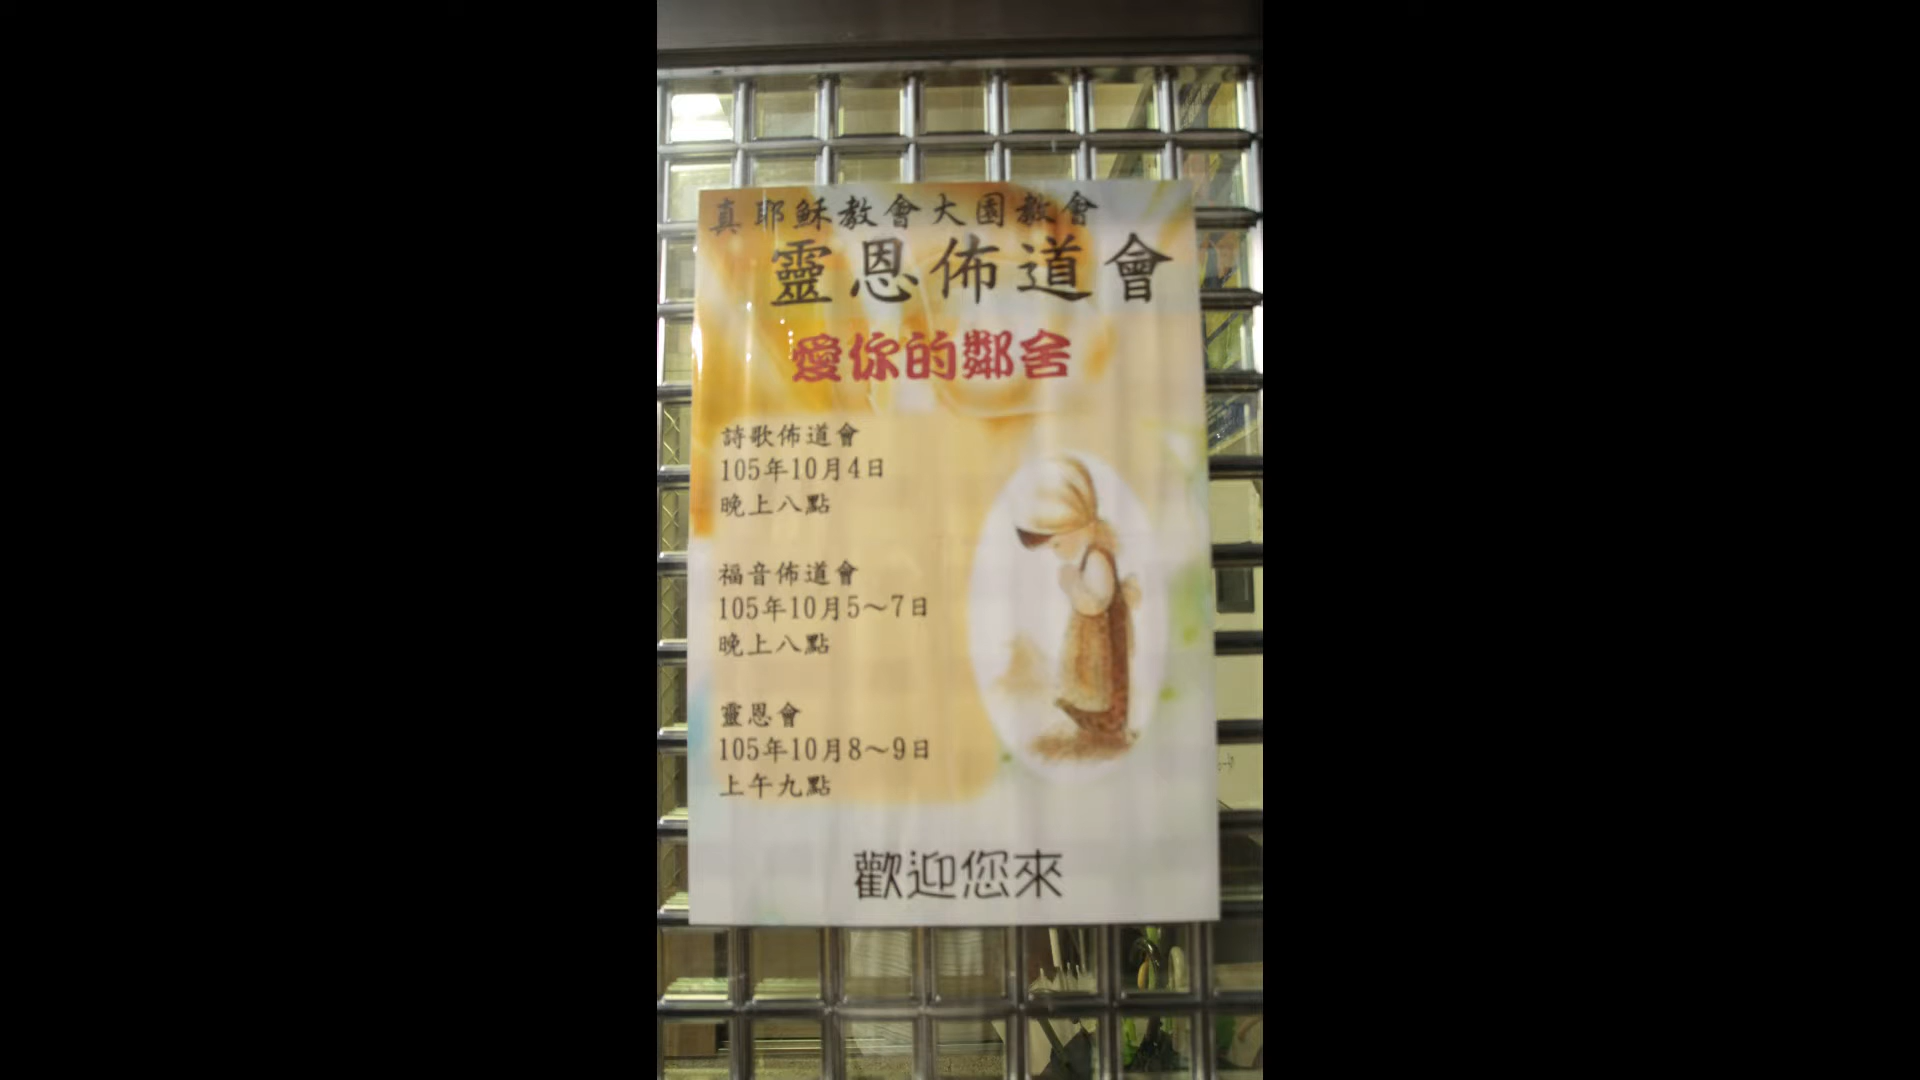 真耶穌教會大園教會
靈恩佈道會
愛你的鄰舍
詩歌佈道會
105年10月4日
晚上八點
福音佈道會
105年10月5～7日
晚上八點
靈恩會
105年10月8～9日
上午九點
歡迎您來